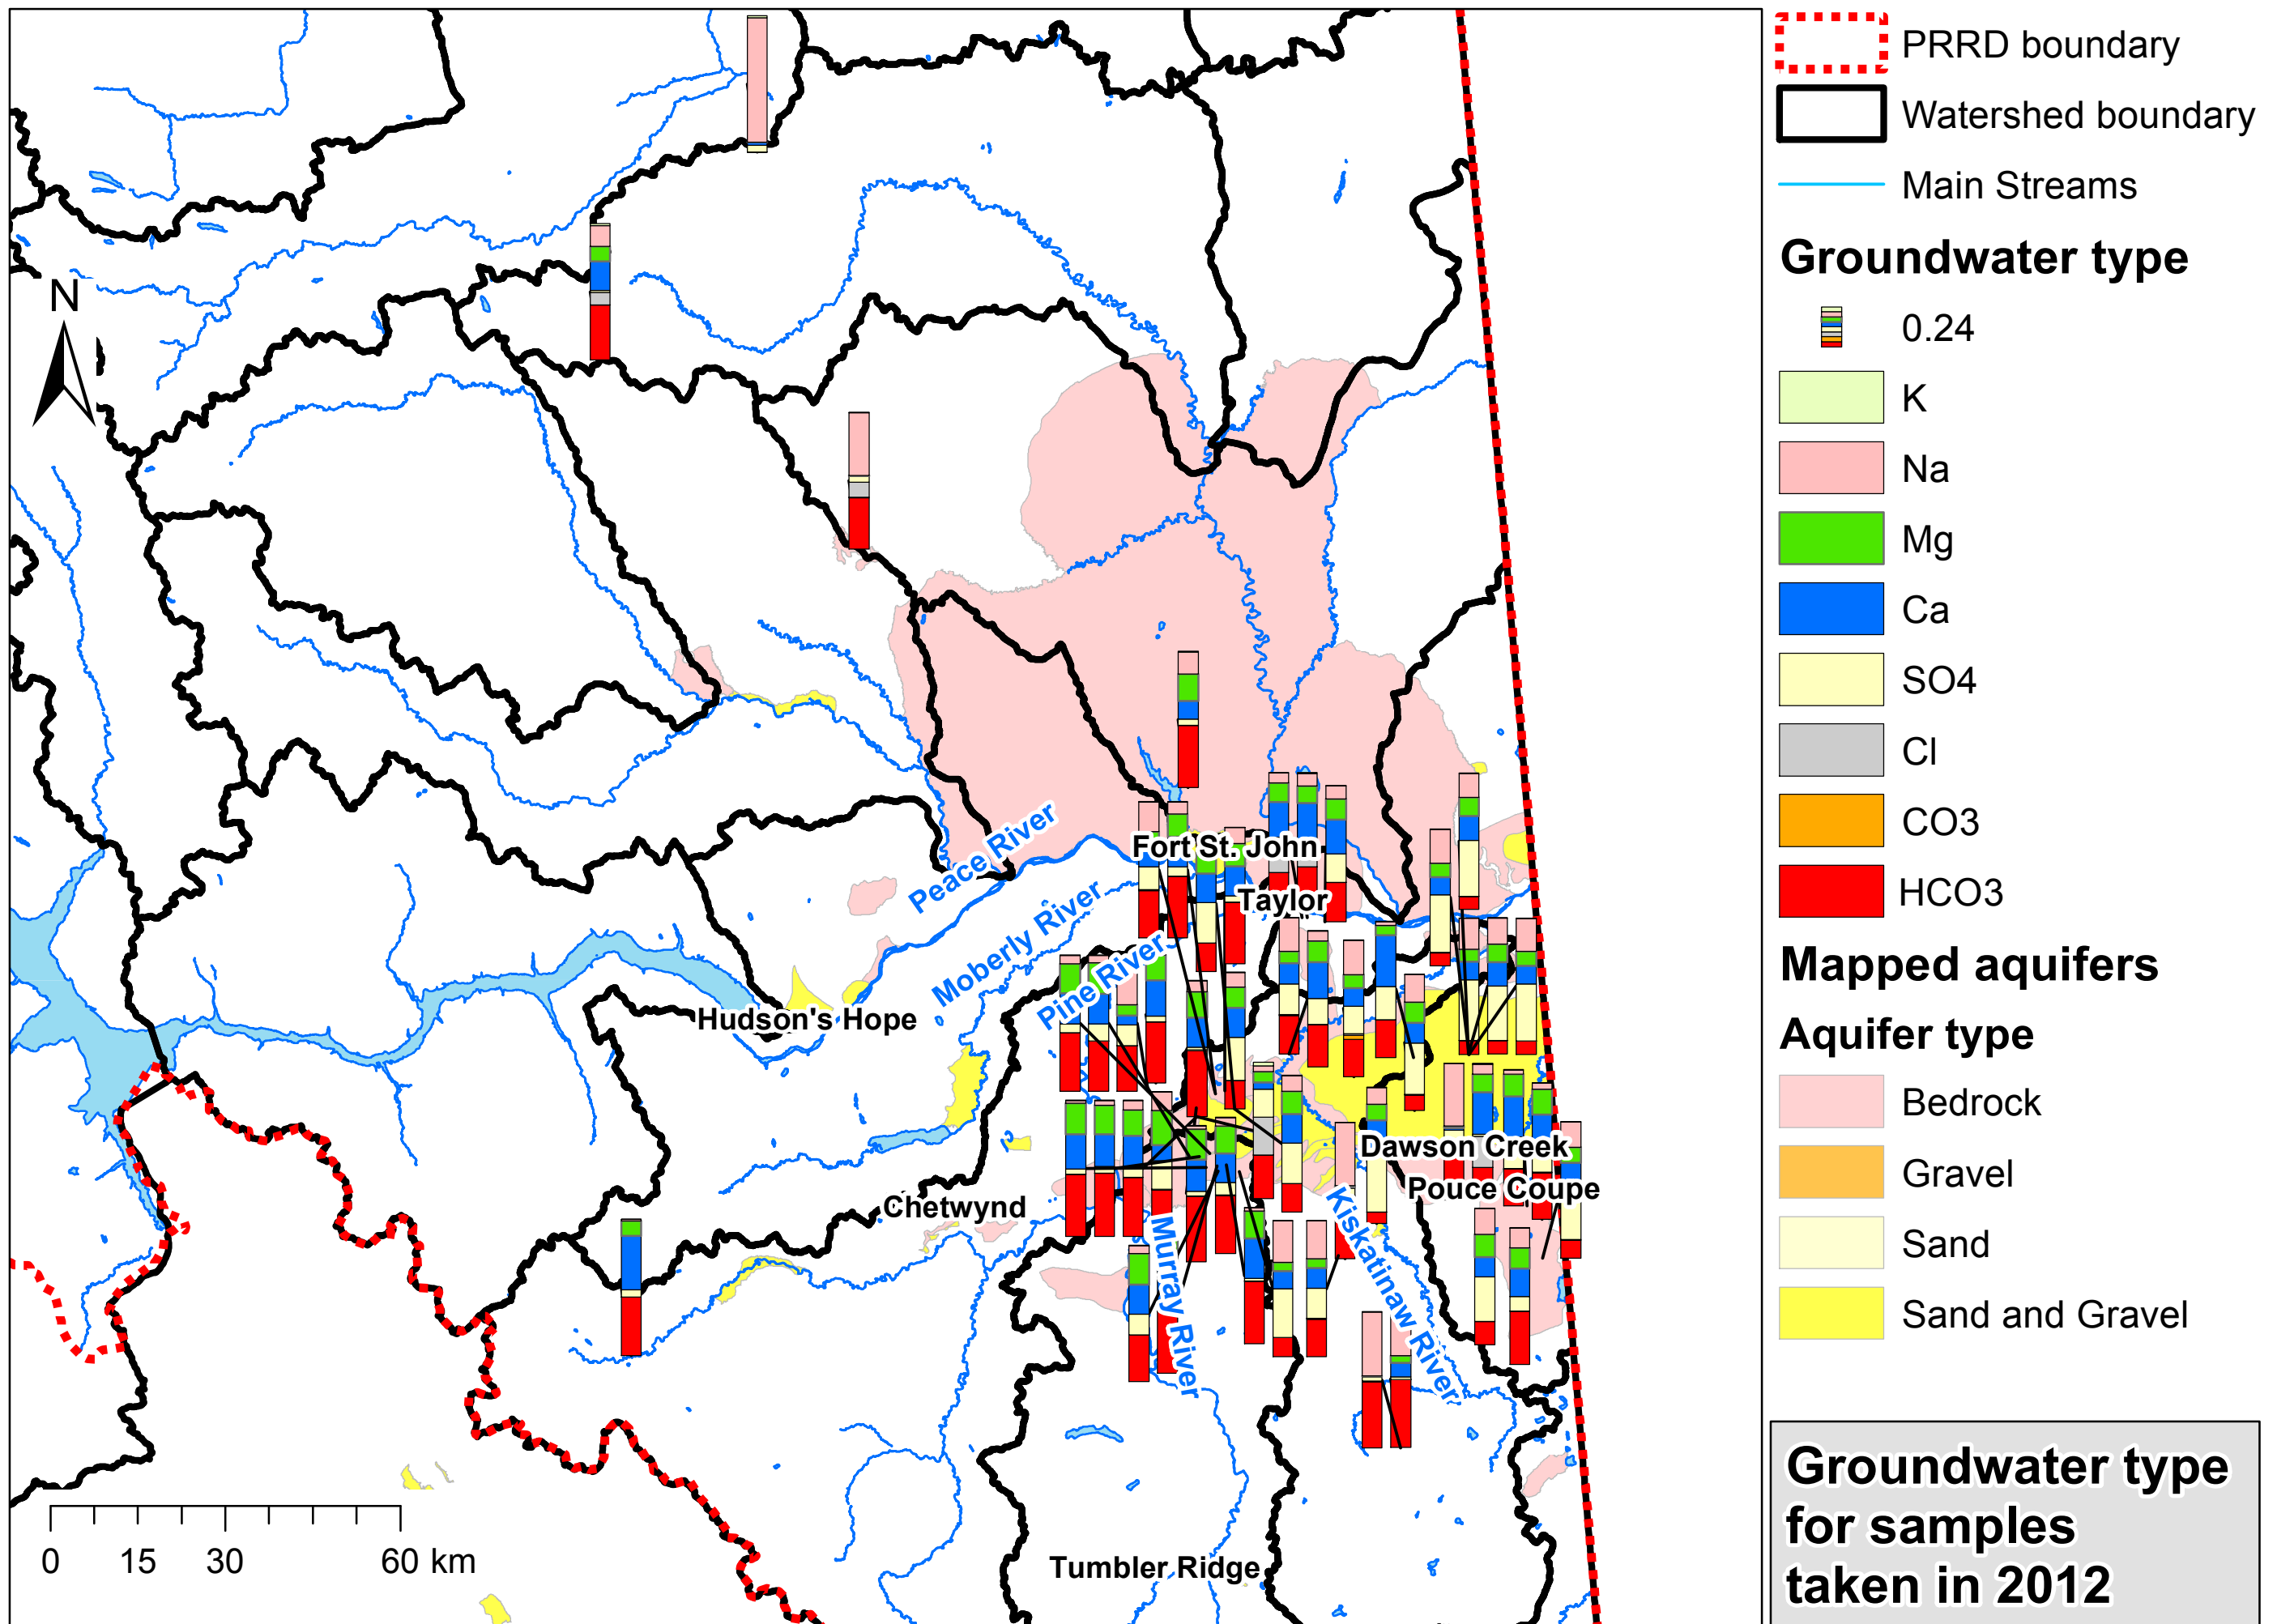 N
Peace River
Moberly River
Pine River
Fort St. John
Taylor
Hudson's Hope
Chetwynd
Dawson Creek
Pouce Coupe
Murray River
Kiskatinaw River
Tumbler Ridge
0 15 30 60 km
PRRD boundary
Watershed boundary
Main Streams
Groundwater type
0.24
K
Na
Mg
Ca
SO4
Cl
CO3
HCO3
Mapped aquifers
Aquifer type
Bedrock
Gravel
Sand
Sand and Gravel
Groundwater type
for samples
taken in 2012